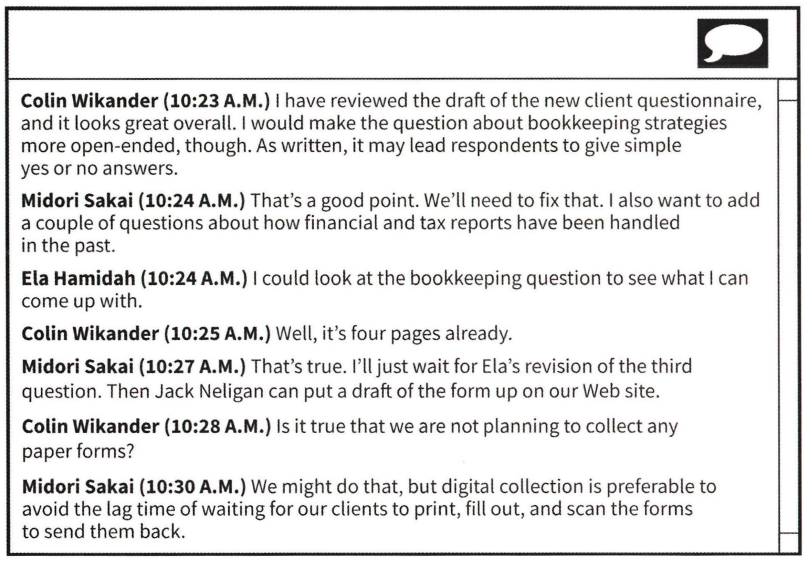 Colin Wikander (10:23 A.M.) I have reviewed the draft of the new client questionnaire,
and it looks great overall. I would make the question about bookkeeping strategies
more open-ended, though. As written, it may lead respondents to give simple
yes or no answers.
Midori Sakai (10:24 A.M.) That's a good point. We'll need to fix that. I also want to add
a couple of questions about how financial and tax reports have been handled
in the past.
Ela Hamidah (10:24 A.M.) I could look at the bookkeeping question to see what I can
come up with.
Colin Wikander (10:25 A.M.) Well, it's four pages already.
Midori Sakai (10:27 A.M.) That's true. I'll just wait for Ela's revision of the third
question. Then Jack Neligan can put a draft of the form up on our Web site.
Colin Wikander (10:28 A.M.) Is it true that we are not planning to collect any
paper forms?
Midori Sakai (10:30 A.M.) We might do that, but digital collection is preferable to
avoid the lag time of waiting for our clients to print, fill out, and scan the forms
to send them back.